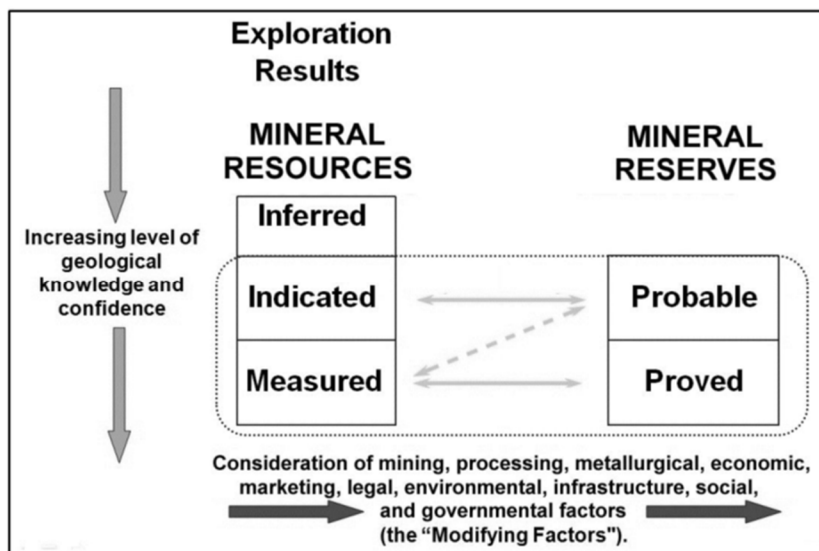 Exploration
Results
MINERAL
RESOURCES
MINERAL
RESERVES
Inferred
Increasing level of
geological
knowledge and
confidence
Indicated
Probable
Measured
Proved
Consideration of mining, processing, metallurgical, economic,
marketing, legal, environmental, infrastructure, social,
and governmental factors
(the “Modifying Factors").